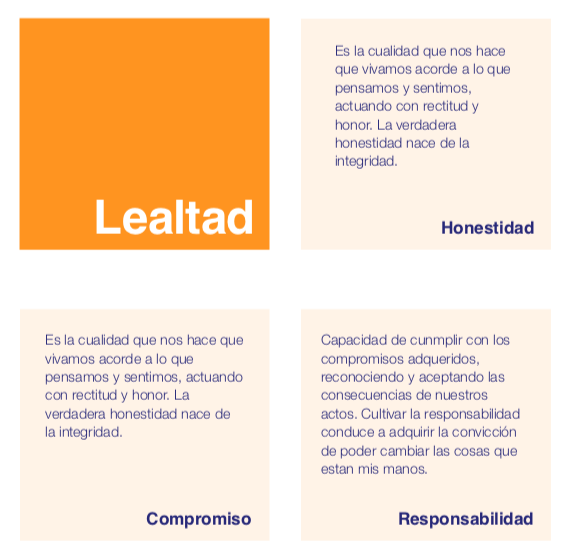 Lealtad
Es la cualidad que nos hace
que vivamos acorde a lo que
pensamos y sentimos,
actuando con rectitud y
honor. La verdadera
honestidad nace de la
integridad.
Honestidad
Es la cualidad que nos hace que
vivamos acorde a lo que
pensamos y sentimos, actuando
con rectitud y honor. La
verdadera honestidad nace de
la integridad.
Compromiso
Capacidad de cunmplir con los
compromisos adqueridos,
reconociendo y aceptando las
consecuencias de nuestros
actos. Cultivar la responsabilidad
conduce a adquirir la convicción
de poder cambiar las cosas que
estan mis manos.
Responsabilidad